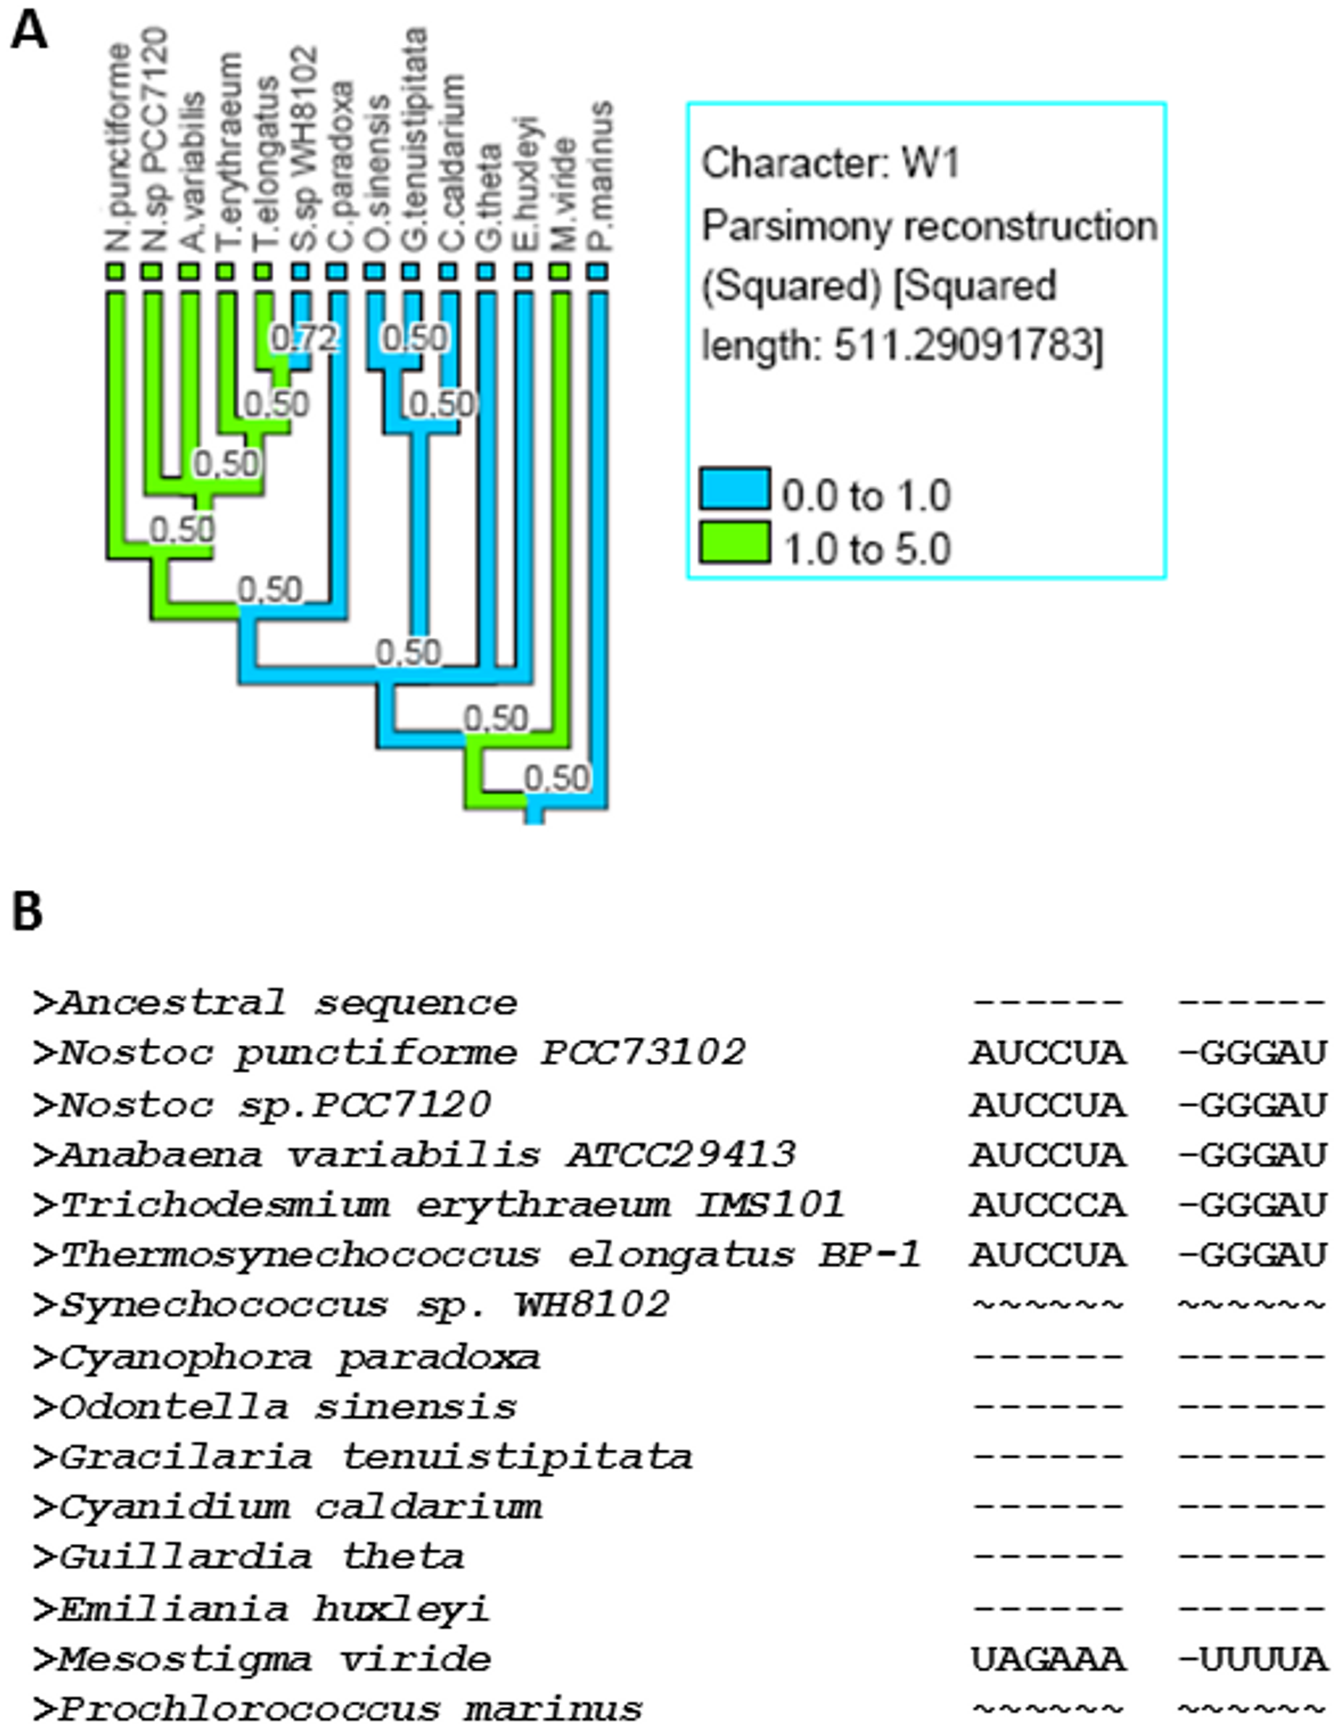 A
N.punctiforme
N.sp PCC7120
A.variabilis
T.erythraeum
T.elongatus
S.sp WH8102
C.paradoxa
O.sinensis
G.tenuistipitata
C.caldarium
G.theta
E.huxleyi
M.viride
P.marinus
0.72
0.50
0,50
0,50
0,50
0,50
0,50
0,50
0,50
0,50
Character: W1
Parsimony reconstruction
(Squared) [Squared
length: 511.29091783]
0.0 to 1.0
1.0 to 5.0
B
>Ancestral sequence ------ ------
>Nostoc punctiforme PCC73102 AUCCUA -GGGAU
>Nostoc sp.PCC7120 AUCCUA -GGGAU
>Anabaena variabilis ATCC29413 AUCCUA -GGGAU
>Trichodesmium erythraeum IMS101 AUCCCA -GGGAU
>Thermosynechococcus elongatus BP-1 AUCCUA -GGGAU
>Synechococcus sp. WH8102 ~~~~~~ ~~~~~~
>Cyanophora paradoxa ------ ------
>Odontella sinensis ------ ------
>Gracilaria tenuistipitata ------ ------
>Cyanidium caldarium ------ ------
>Guillardia theta ------ ------
>Emiliania huxleyi ------ ------
>Mesostigma viride UAGAAA -UUUUA
>Prochlorococcus marinus ~~~~~~ ~~~~~~